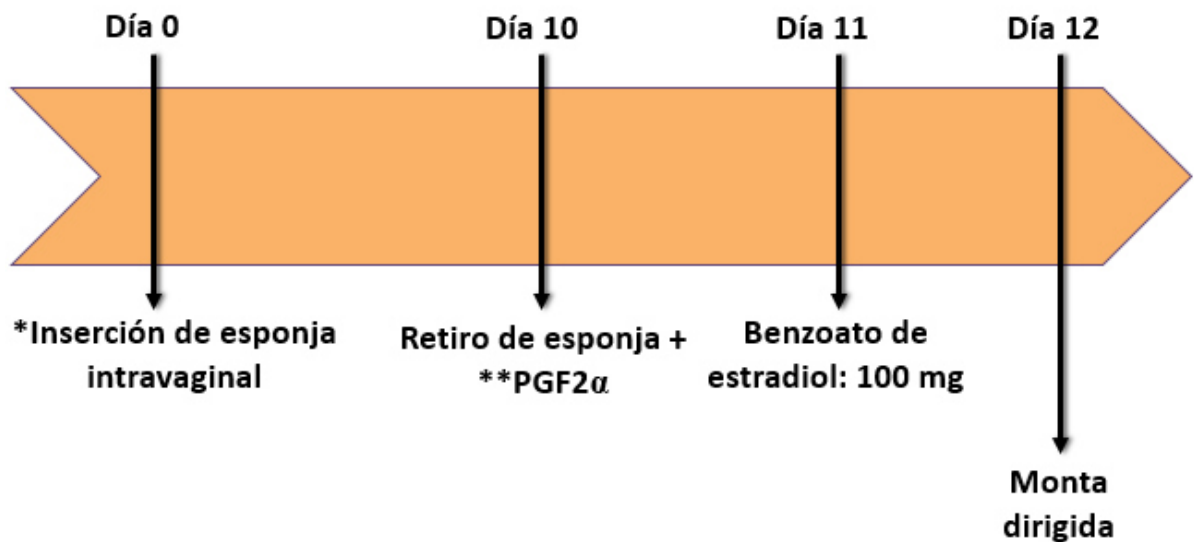 Día 0
Día 10
Día 11
Día 12
*Inserción de esponja
intravaginal
Retiro de esponja +
**PGF2α
Benzoato de
estradiol: 100 mg
Monta
dirigida